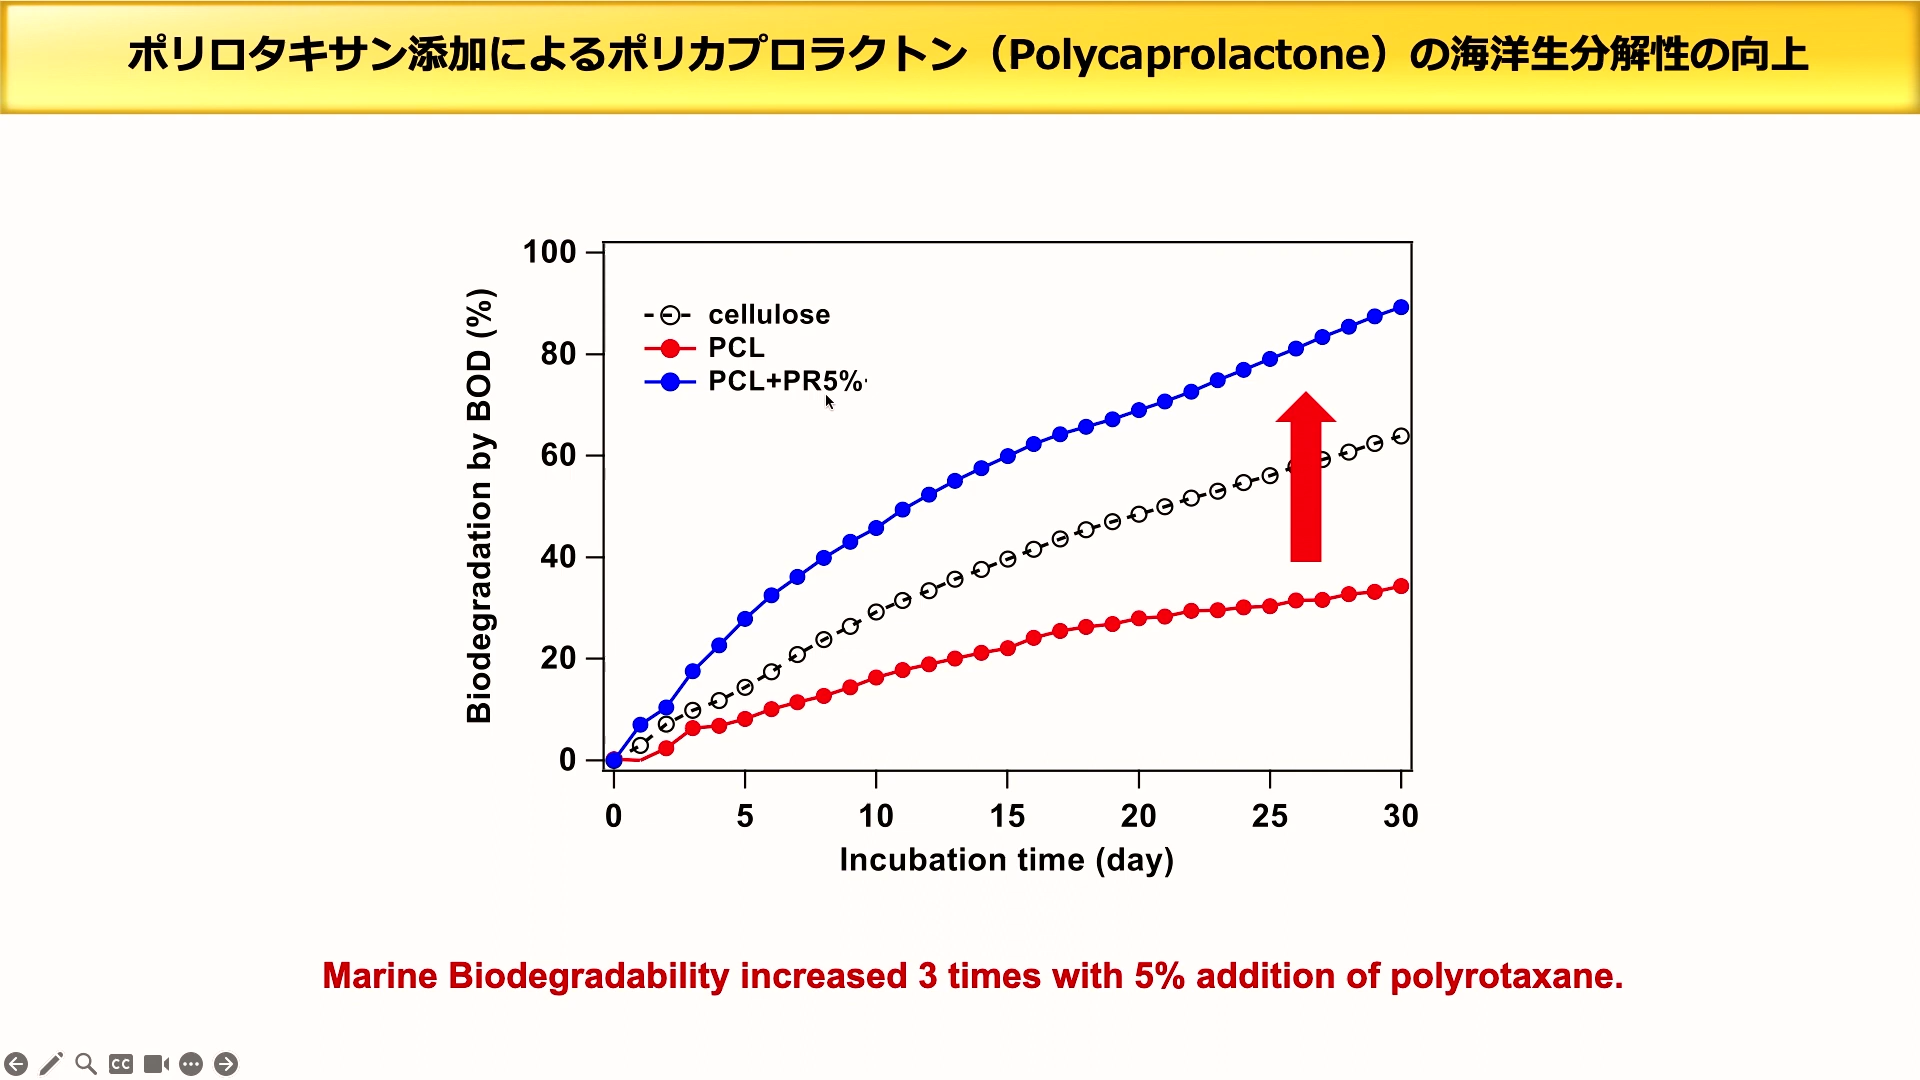 ポリロタキサン添加によるポリカプロラクトン（Polycaprolactone）の海洋生分解性の向上
100
80
60
40
20
0
Biodegradation by BOD (%)
cellulose
PCL
PCL+PR5%
0 5 10 15 20 25 30
Incubation time (day)
Marine Biodegradability increased 3 times with 5% addition of polyrotaxane.
CC